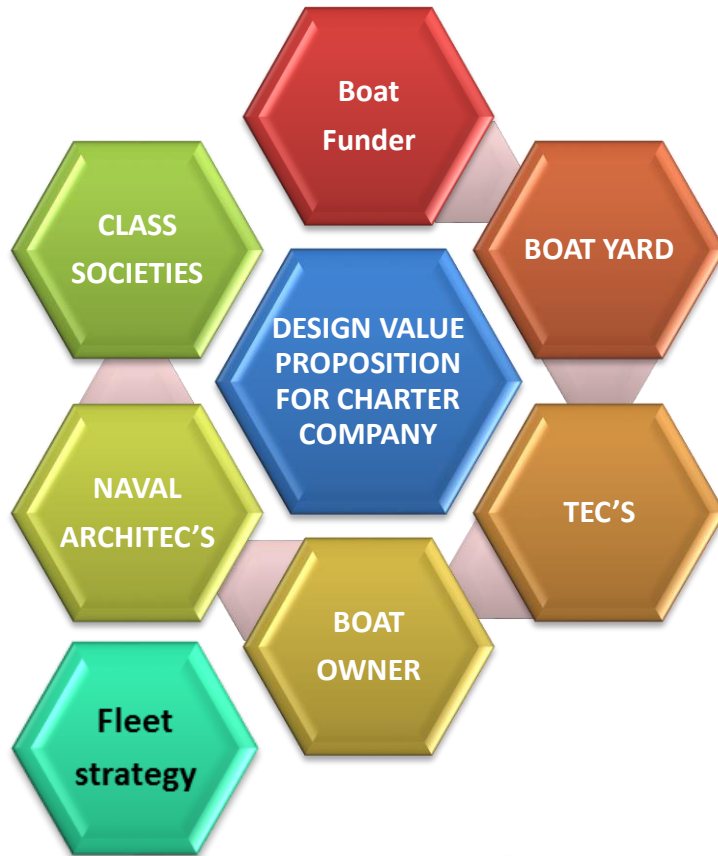 Boat
Funder
CLASS
SOCIETIES
BOAT YARD
DESIGN VALUE
PROPOSITION
FOR CHARTER
COMPANY
NAVAL
ARCHITEC’S
TEC’S
BOAT
OWNER
Fleet
strategy